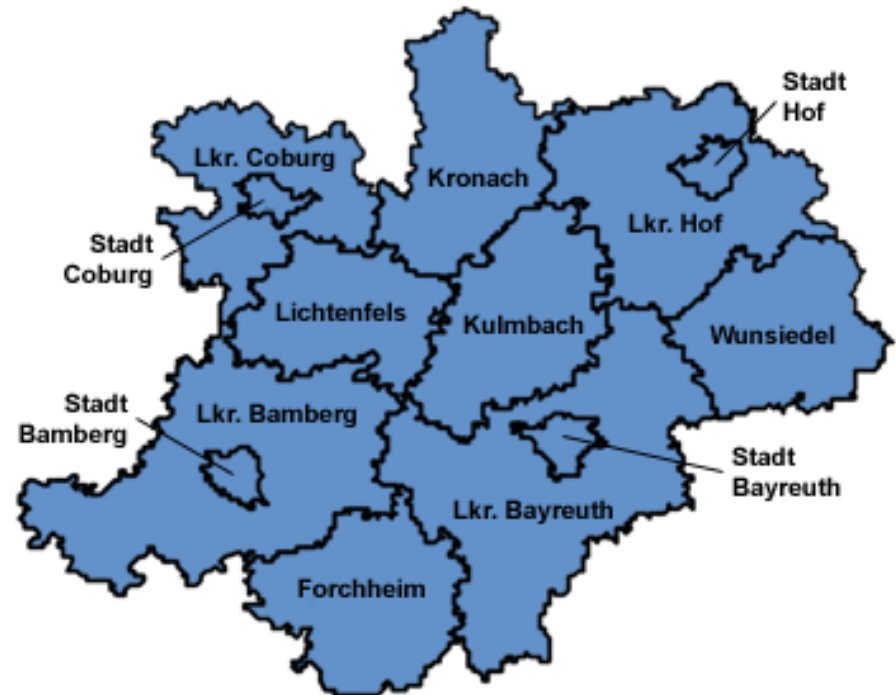 Stadt
Hof
Lkr. Coburg
Kronach
Lkr. Hof
Stadt
Coburg
Lichtenfels
Kulmbach
Wunsiedel
Stadt
Bamberg
Lkr. Bamberg
Stadt
Bayreuth
Lkr. Bayreuth
Forchheim